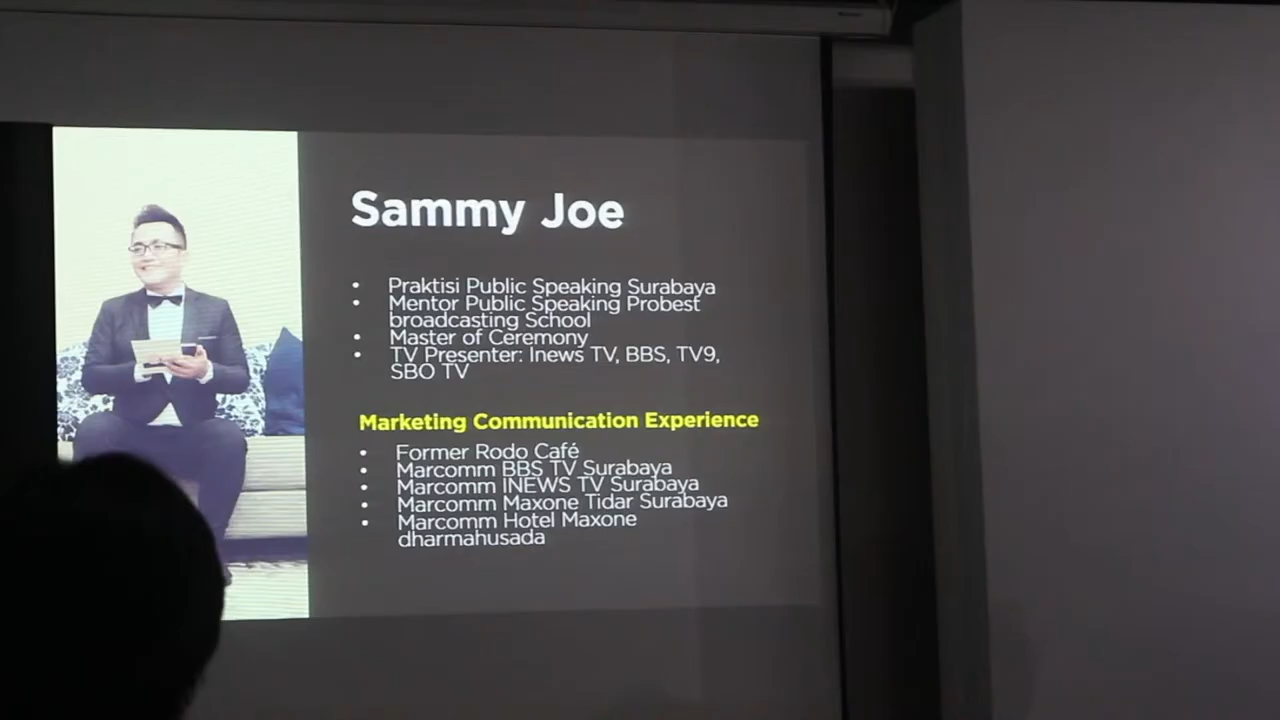 Sammy Joe
• Praktisi Public Speaking Surabaya
• Mentor Public Speaking Probest
broadcasting School
• Master of Ceremony
• TV Presenter: Inews TV, BBS, TV9,
SBO TV
Marketing Communication Experience
• Former Rodo Café
• Marcomm BBS TV Surabaya
• Marcomm INEWS TV Surabaya
• Marcomm Maxone Tidar Surabaya
• Marcomm Hotel Maxone
dharmahusada